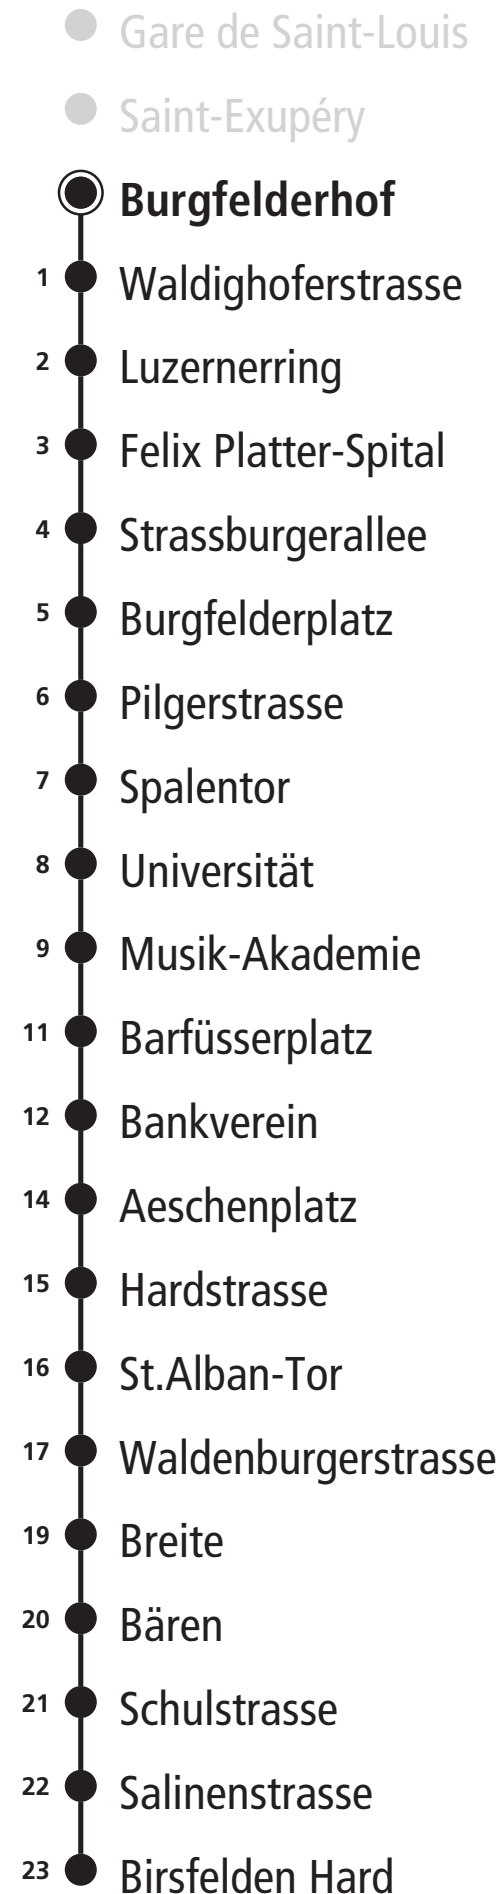 Gare de Saint-Louis
Saint-Exupéry
Burgfelderhof
1 Waldighoferstrasse
2 Luzernerring
3 Felix Platter-Spital
4 Strassburgerallee
5 Burgfelderplatz
6 Pilgerstrasse
7 Spalentor
8 Universität
9 Musik-Akademie
11 Barfüsserplatz
12 Bankverein
14 Aeschenplatz
15 Hardstrasse
16 St.Alban-Tor
17 Waldenburgerstrasse
19 Breite
20 Bären
21 Schulstrasse
22 Salinenstrasse
23 Birsfelden Hard